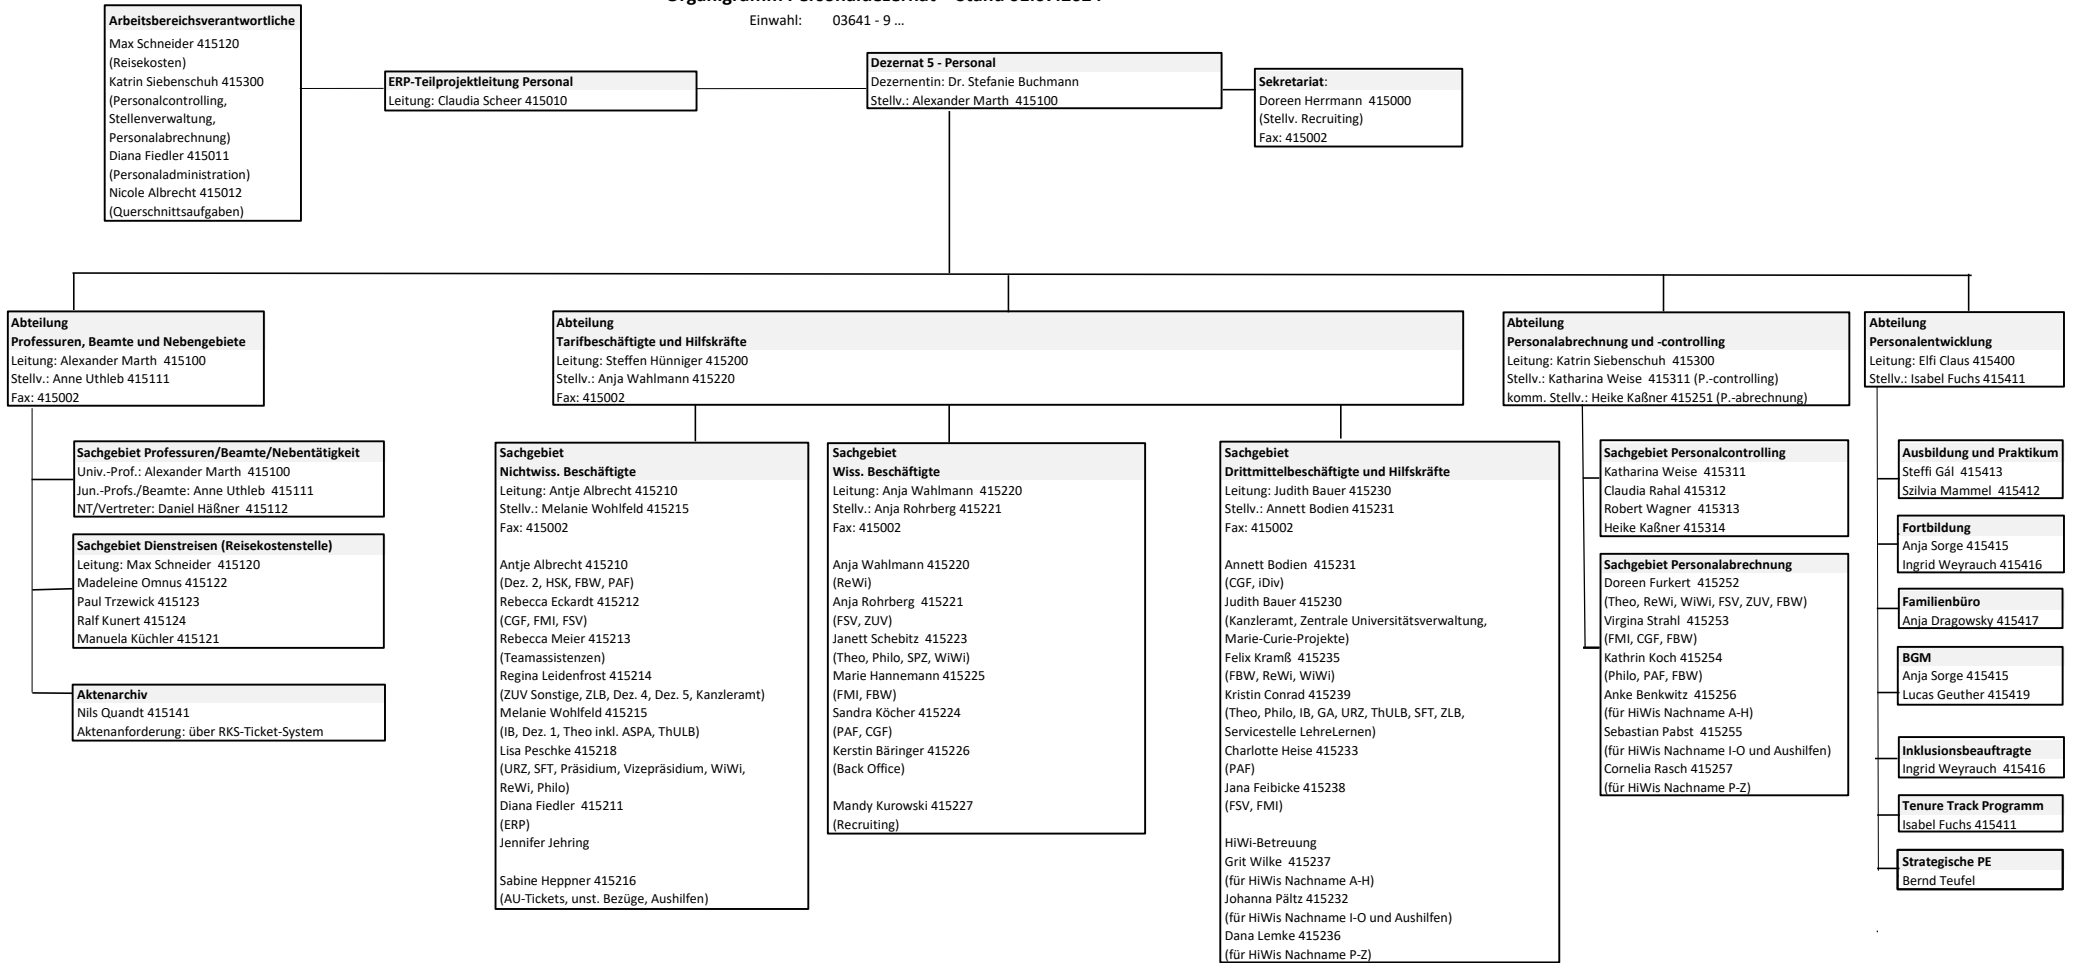 Arbeitsbereichsverantwortliche
Max Schneider 415120
(Reisekosten)
Katrin Siebenschuh 415300
(Personalcontrolling,
Stellenverwaltung,
Personalabrechnung)
Diana Fiedler 415011
(Personaladministration)
Nicole Albrecht 415012
(Querschnittsaufgaben)
Einwahl: 03641 - 9 ...
ERP-Teilprojektleitung Personal
Leitung: Claudia Scheer 415010
Dezernat 5 - Personal
Dezernentin: Dr. Stefanie Buchmann
Stellv.: Alexander Marth 415100
Sekretariat:
Doreen Herrmann 415000
(Stellv. Recruiting)
Fax: 415002
Abteilung
Professuren, Beamte und Nebengebiete
Leitung: Alexander Marth 415100
Stellv.: Anne Uthleb 415111
Fax: 415002
Sachgebiet Professuren/Beamte/Nebentätigkeit
Univ.-Prof.: Alexander Marth 415100
Jun.-Profs./Beamte: Anne Uthleb 415111
NT/Vertreter: Daniel Häßner 415112
Sachgebiet Dienstreisen (Reisekostenstelle)
Leitung: Max Schneider 415120
Madeleine Omnus 415122
Paul Trzewick 415123
Ralf Kunert 415124
Manuela Küchler 415121
Aktenarchiv
Nils Quandt 415141
Aktenanforderung: über RKS-Ticket-System
Abteilung
Tarifbeschäftigte und Hilfskräfte
Leitung: Steffen Hünniger 415200
Stellv.: Anja Wahlmann 415220
Fax: 415002
Sachgebiet
Nichtwiss. Beschäftigte
Leitung: Antje Albrecht 415210
Stellv.: Melanie Wohlfeld 415215
Fax: 415002
Antje Albrecht 415210
(Dez. 2, HSK, FBW, PAF)
Rebecca Eckardt 415212
(CGF, FMI, FSV)
Rebecca Meier 415213
(Teamassistenzen)
Regina Leidenfrost 415214
(ZUV Sonstige, ZLB, Dez. 4, Dez. 5, Kanzleramt)
Melanie Wohlfeld 415215
(IB, Dez. 1, Theo inkl. ASPA, ThULB)
Lisa Peschke 415218
(URZ, SFT, Präsidium, Vizepräsidium, WiWi,
ReWi, Philo)
Diana Fiedler 415211
(ERP)
Jennifer Jehring
Sabine Heppner 415216
(AU-Tickets, unst. Bezüge, Aushilfen)
Sachgebiet
Wiss. Beschäftigte
Leitung: Anja Wahlmann 415220
Stellv.: Anja Rohrberg 415221
Fax: 415002
Anja Wahlmann 415220
(ReWi)
Anja Rohrberg 415221
(FSV, ZUV)
Janett Schebitz 415223
(Theo, Philo, SPZ, WiWi)
Marie Hannemann 415225
(FMI, FBW)
Sandra Köcher 415224
(PAF, CGF)
Kerstin Bäringer 415226
(Back Office)
Mandy Kurowski 415227
(Recruiting)
Sachgebiet
Drittmittelbeschäftigte und Hilfskräfte
Leitung: Judith Bauer 415230
Stellv.: Annett Bodien 415231
Fax: 415002
Annett Bodien 415231
(CGF, iDiv)
Judith Bauer 415230
(Kanzleramt, Zentrale Universitätsverwaltung,
Marie-Curie-Projekte)
Felix Kramß 415235
(FBW, ReWi, WiWi)
Kristin Conrad 415239
(Theo, Philo, IB, GA, URZ, ThULB, SFT, ZLB,
Servicestelle LehreLernen)
Charlotte Heise 415233
(PAF)
Jana Feibicke 415238
(FSV, FMI)
HiWi-Betreuung
Grit Wilke 415237
(für HiWis Nachname A-H)
Johanna Pältz 415232
(für HiWis Nachname I-O und Aushilfen)
Dana Lemke 415236
(für HiWis Nachname P-Z)
Abteilung
Personalabrechnung und -controlling
Leitung: Katrin Siebenschuh 415300
Stellv.: Katharina Weise 415311 (P.-controlling)
komm. Stellv.: Heike Kaßner 415251 (P.-abrechnung)
Sachgebiet Personalcontrolling
Katharina Weise 415311
Claudia Rahal 415312
Robert Wagner 415313
Heike Kaßner 415314
Sachgebiet Personalabrechnung
Doreen Furkert 415252
(Theo, ReWi, WiWi, FSV, ZUV, FBW)
Virgina Strahl 415253
(FMI, CGF, FBW)
Kathrin Koch 415254
(Philo, PAF, FBW)
Anke Benkwitz 415256
(für HiWis Nachname A-H)
Sebastian Pabst 415255
(für HiWis Nachname I-O und Aushilfen)
Cornelia Rasch 415257
(für HiWis Nachname P-Z)
Abteilung
Personalentwicklung
Leitung: Elfi Claus 415400
Stellv.: Isabel Fuchs 415411
Ausbildung und Praktikum
Steffi Gál 415413
Szilvia Mammel 415412
Fortbildung
Anja Sorge 415415
Ingrid Weyrauch 415416
Familienbüro
Anja Dragowsky 415417
BGM
Anja Sorge 415415
Lucas Geuther 415419
Inklusionsbeauftragte
Ingrid Weyrauch 415416
Tenure Track Programm
Isabel Fuchs 415411
Strategische PE
Bernd Teufel